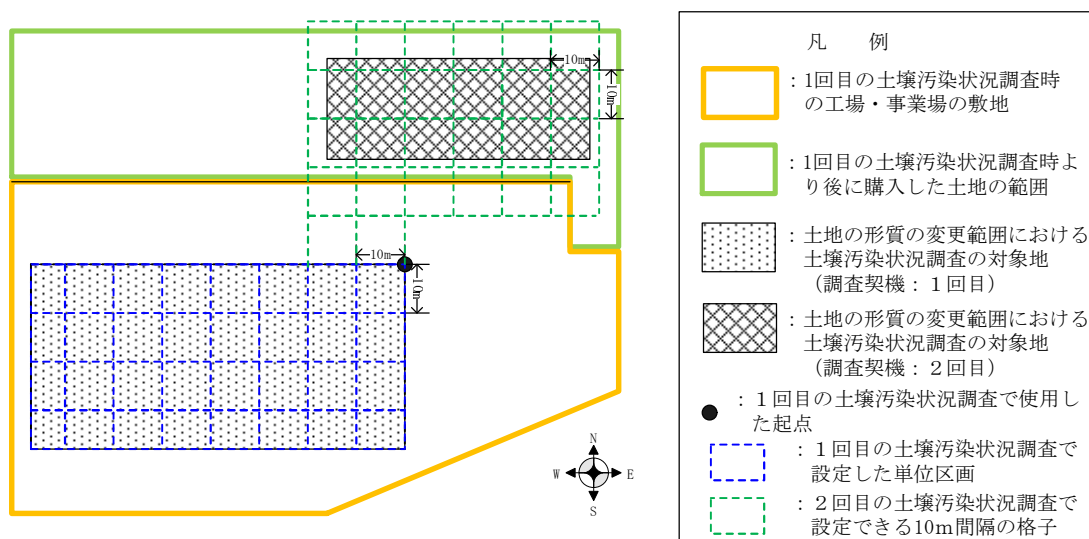 10m
10m
10m
10m
N
W
E
S
凡　例
：1回目の土壌汚染状況調査時
の工場・事業場の敷地
：1回目の土壌汚染状況調査時よ
り後に購入した土地の範囲
：土地の形質の変更範囲における
土壌汚染状況調査の対象地
（調査契機：１回目）
：土地の形質の変更範囲における
土壌汚染状況調査の対象地
（調査契機：２回目）
：１回目の土壌汚染状況調査で使用し
た起点
：１回目の土壌汚染状況調査で
設定した単位区画
：２回目の土壌汚染状況調査で
設定できる10m間隔の格子